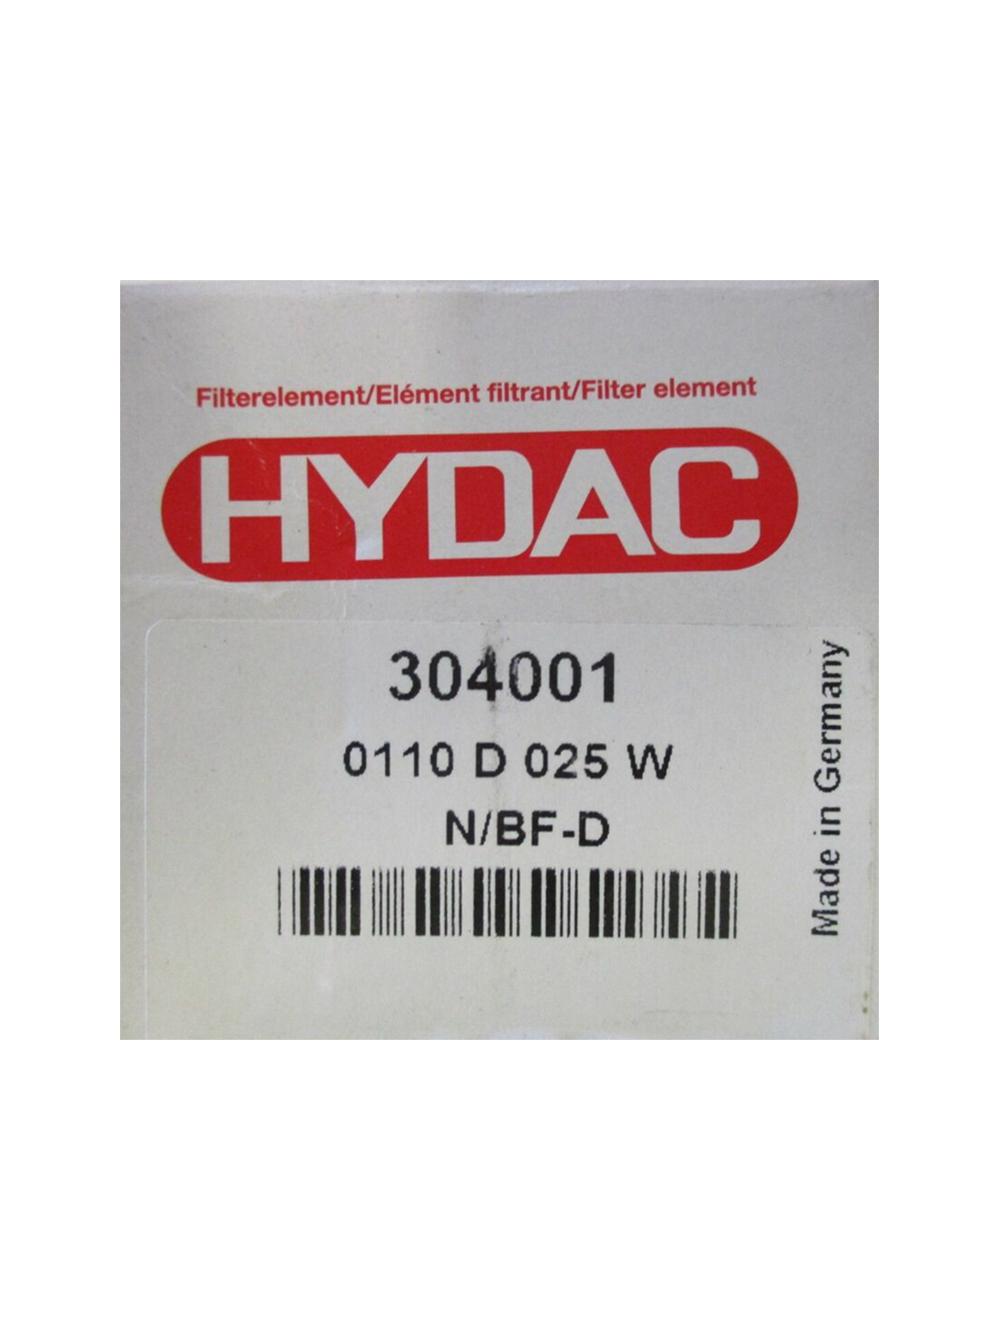 Filterelement/Elément filtrant/Filter element
HYDAC
304001
0110 D 025 W
N/BF-D
Made in Germany